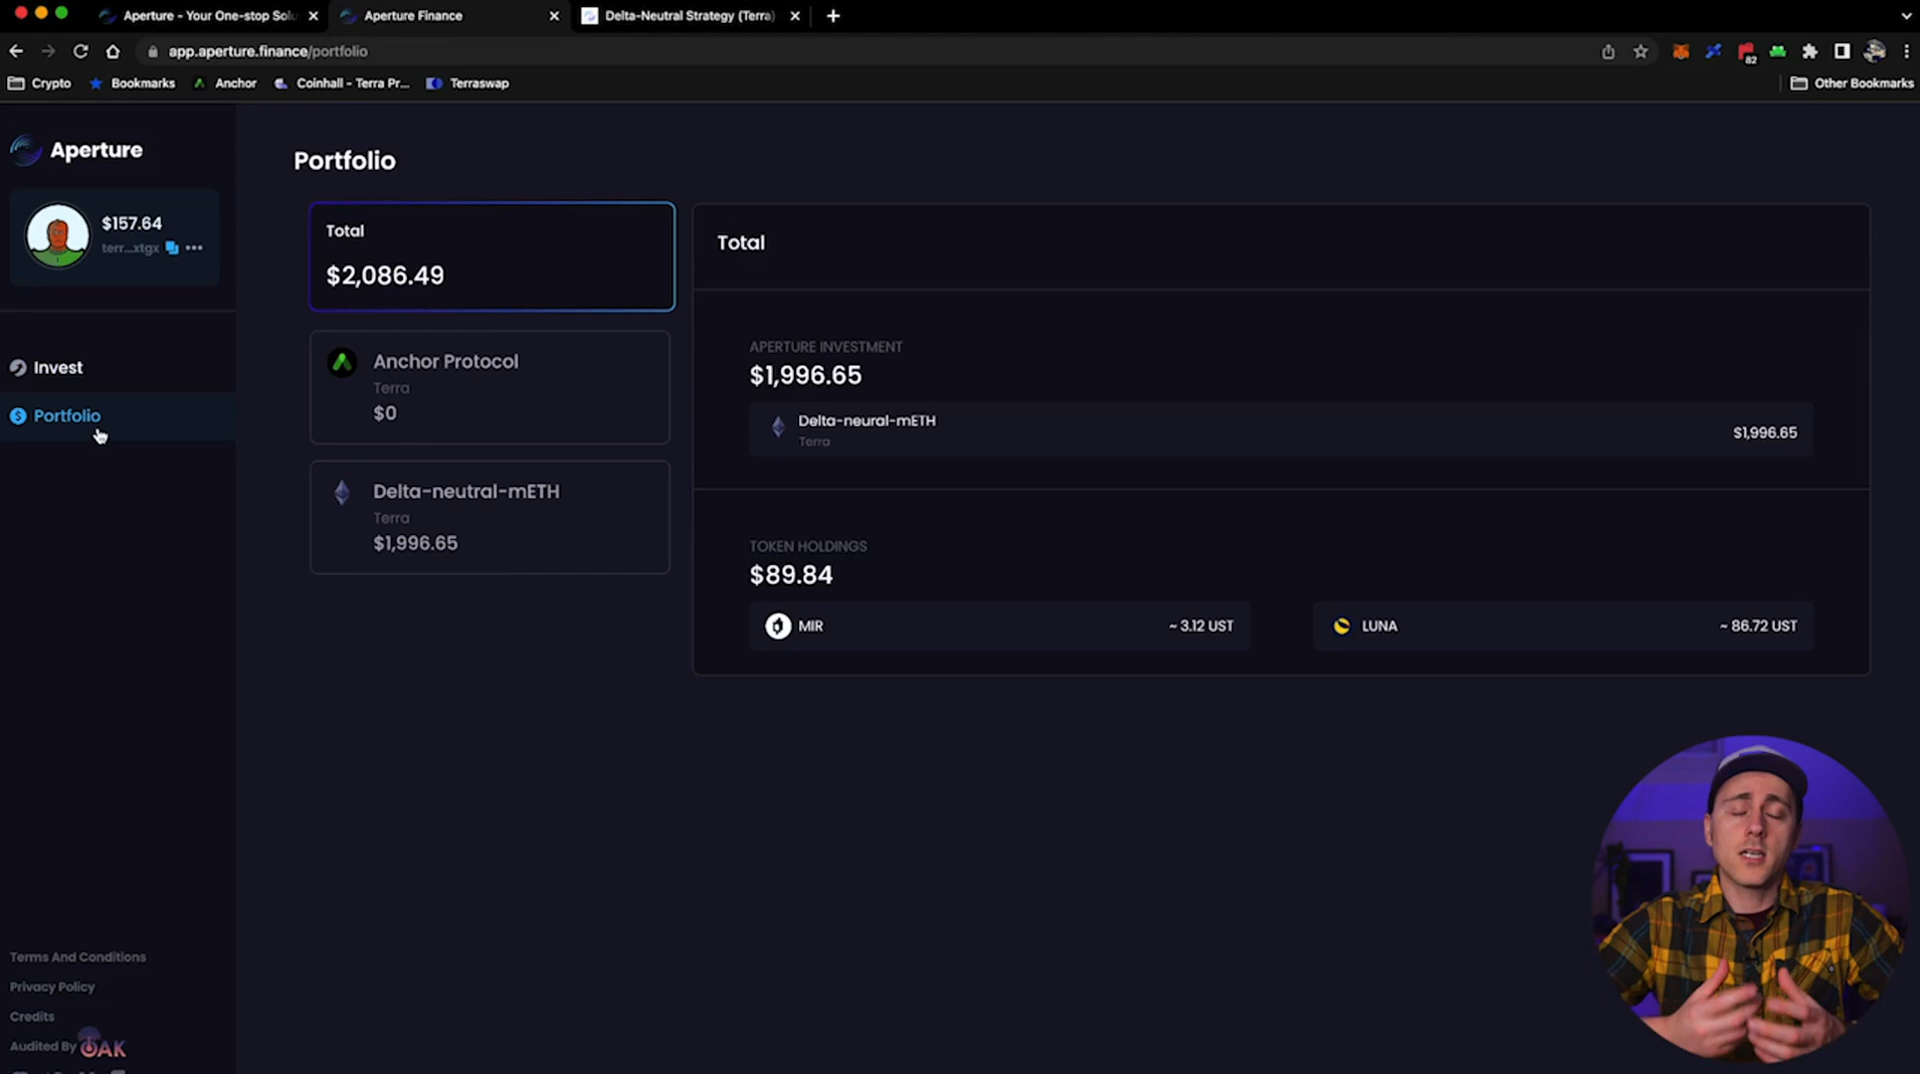 Aperture - Your One-stop Solu
Aperture Finance
Delta-Neutral Strategy (Terra)
app.aperture.finance/portfolio
82
Crypto
Bookmarks
Anchor
Coinhall - Terra Pr...
Terraswap
Other Bookmarks
Aperture
$157.64
terr...xtgx
Invest
Portfolio
Portfolio
Total
$2,086.49
Anchor Protocol
Terra
$0
Delta-neutral-mETH
Terra
$1,996.65
Total
APERTURE INVESTMENT
$1,996.65
Delta-neural-mETH
Terra
$1,996.65
TOKEN HOLDINGS
$89.84
MIR
~ 3.12 UST
LUNA
~ 86.72 UST
Terms And Conditions
Privacy Policy
Credits
Audited By OAK